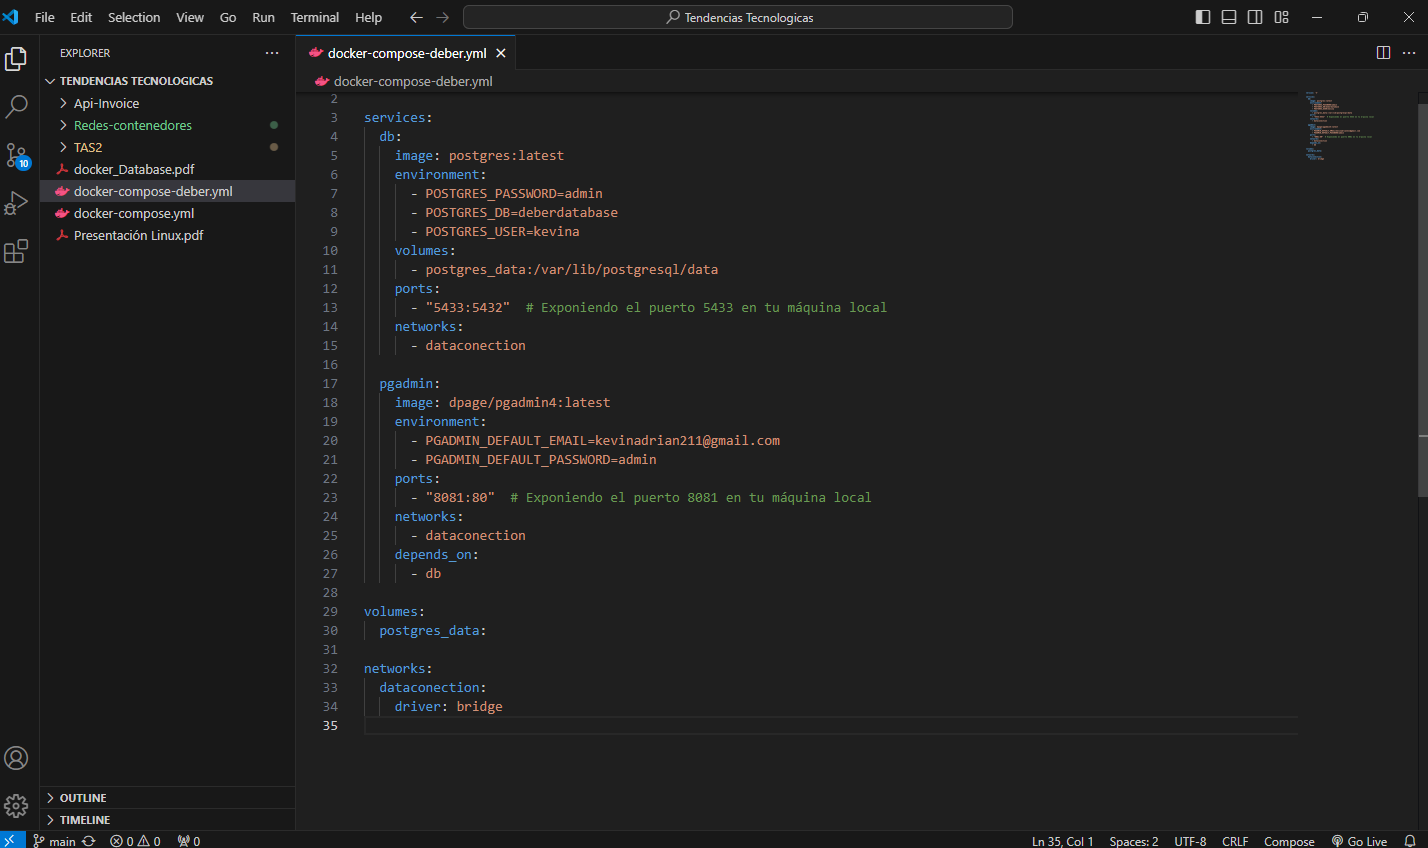 File Edit Selection View Go Run Terminal Help
Tendencias Tecnologicas
EXPLORER
TENDENCIAS TECNOLOGICAS
Api-Invoice
Redes-contenedores
TAS2
docker_Database.pdf
docker-compose-deber.yml
docker-compose.yml
Presentación Linux.pdf
OUTLINE
TIMELINE
10
docker-compose-deber.yml
docker-compose-deber.yml
2
3 services:
4 db:
5 image: postgres:latest
6 environment:
7 - POSTGRES_PASSWORD=admin
8 - POSTGRES_DB=deberdatabase
9 - POSTGRES_USER=kevina
10 volumes:
11 - postgres_data:/var/lib/postgresql/data
12 ports:
13 - "5433:5432" # Exponiendo el puerto 5433 en tu máquina local
14 networks:
15 - dataconection
16
17 pgadmin:
18 image: dpage/pgadmin4:latest
19 environment:
20 - PGADMIN_DEFAULT_EMAIL=kevinadrian211@gmail.com
21 - PGADMIN_DEFAULT_PASSWORD=admin
22 ports:
23 - "8081:80" # Exponiendo el puerto 8081 en tu máquina local
24 networks:
25 - dataconection
26 depends_on:
27 - db
28
29 volumes:
30 postgres_data:
31
32 networks:
33 dataconection:
34 driver: bridge
35
main 0 0 0 Ln 35, Col 1 Spaces: 2 UTF-8 CRLF Compose Go Live